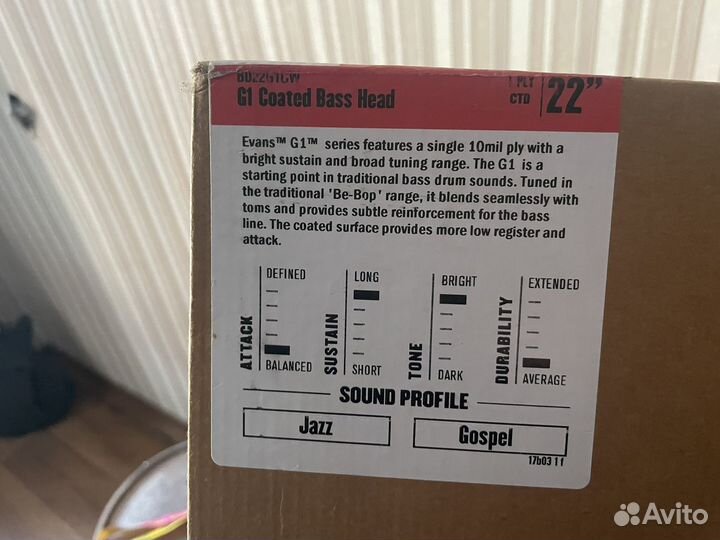 BD22G1CW
G1 Coated Bass Head
1 PLY
CTD
22”
Evans™ G1™ series features a single 10mil ply with a
bright sustain and broad tuning range. The G1 is a
starting point in traditional bass drum sounds. Tuned in
the traditional 'Be-Bop' range, it blends seamlessly with
toms and provides subtle reinforcement for the bass
line. The coated surface provides more low register and
attack.
ATTACK
DEFINED
BALANCED
SUSTAIN
LONG
SHORT
TONE
BRIGHT
DARK
DURABILITY
EXTENDED
AVERAGE
SOUND PROFILE
Jazz
Gospel
17b03 1 f
Avito